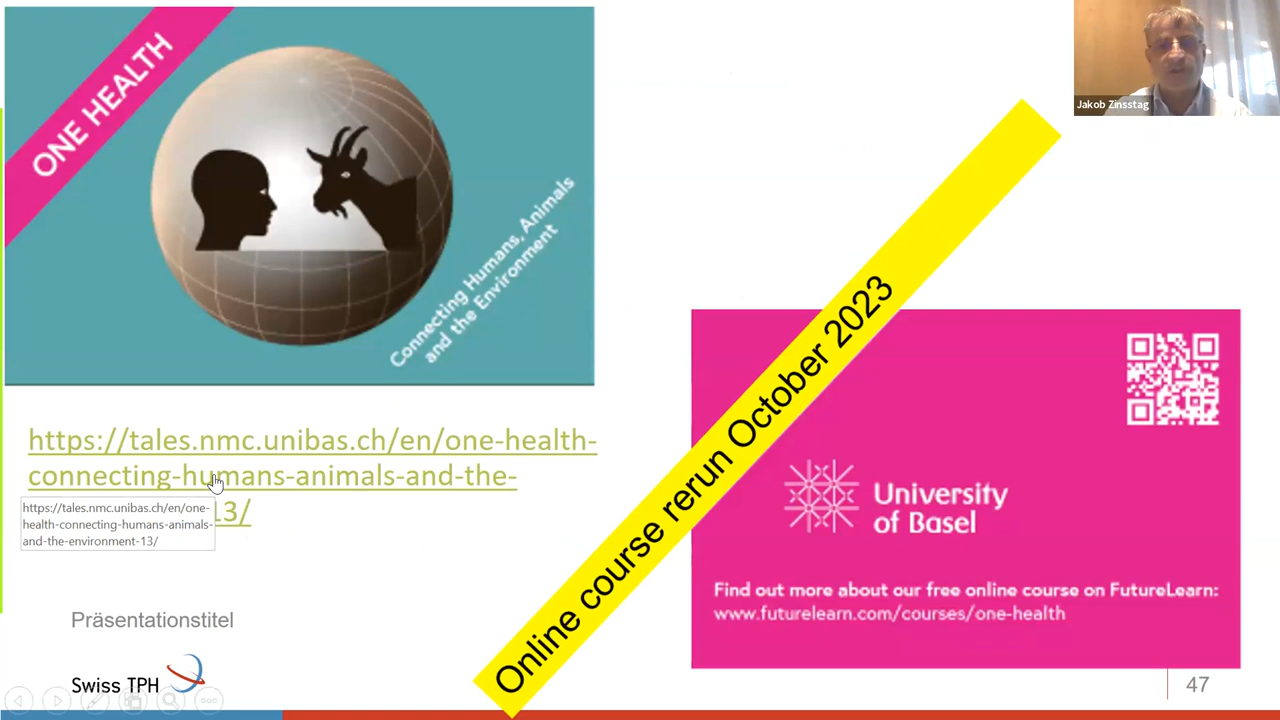 ONE HEALTH
Connecting Humans, Animals
and the Environment
Jakob Zinsstag
https://tales.nmc.unibas.ch/en/one-health-
connecting-humans-animals-and-the-
13/
https://tales.nmc.unibas.ch/en/one-
health-connecting-humans-animals-
and-the-environment-13/
Online course rerun October 2023
University
of Basel
Find out more about our free online course on FutureLearn:
www.futurelearn.com/courses/one-health
Präsentationstitel
Swiss TPH
47